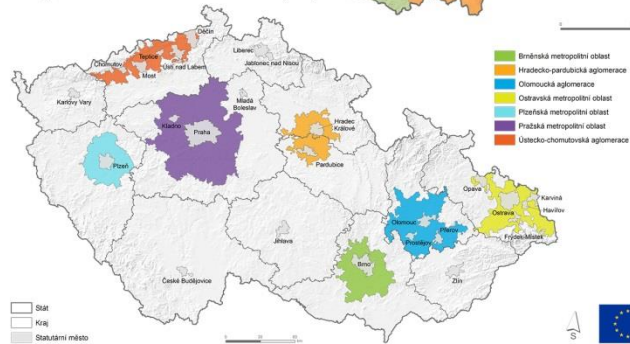 Děčín
Teplice
Chomutov
Ústí nad Labem
Most
Liberec
Jablonec nad Nisou
Karlovy Vary
Mladá
Boleslav
Kladno
Praha
Hradec
Králové
Pardubice
Plzeň
Opava
Karviná
Havířov
Ostrava
Frýdek-Místek
Olomouc
Přerov
Prostějov
Jihlava
Brno
Zlín
České Budějovice
Brněnská metropolitní oblast
Hradecko-pardubická aglomerace
Olomoucká aglomerace
Ostravská metropolitní oblast
Plzeňská metropolitní oblast
Pražská metropolitní oblast
Ústecko-chomutovská aglomerace
Stát
Kraj
Statutární město
S